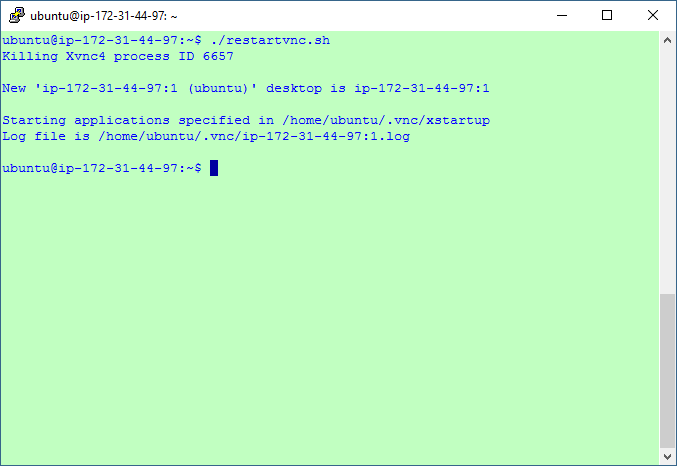 ubuntu@ip-172-31-44-97: ~
ubuntu@ip-172-31-44-97:~$ ./restartvnc.sh
Killing Xvnc4 process ID 6657
New 'ip-172-31-44-97:1 (ubuntu)' desktop is ip-172-31-44-97:1
Starting applications specified in /home/ubuntu/.vnc/xstartup
Log file is /home/ubuntu/.vnc/ip-172-31-44-97:1.log
ubuntu@ip-172-31-44-97:~$